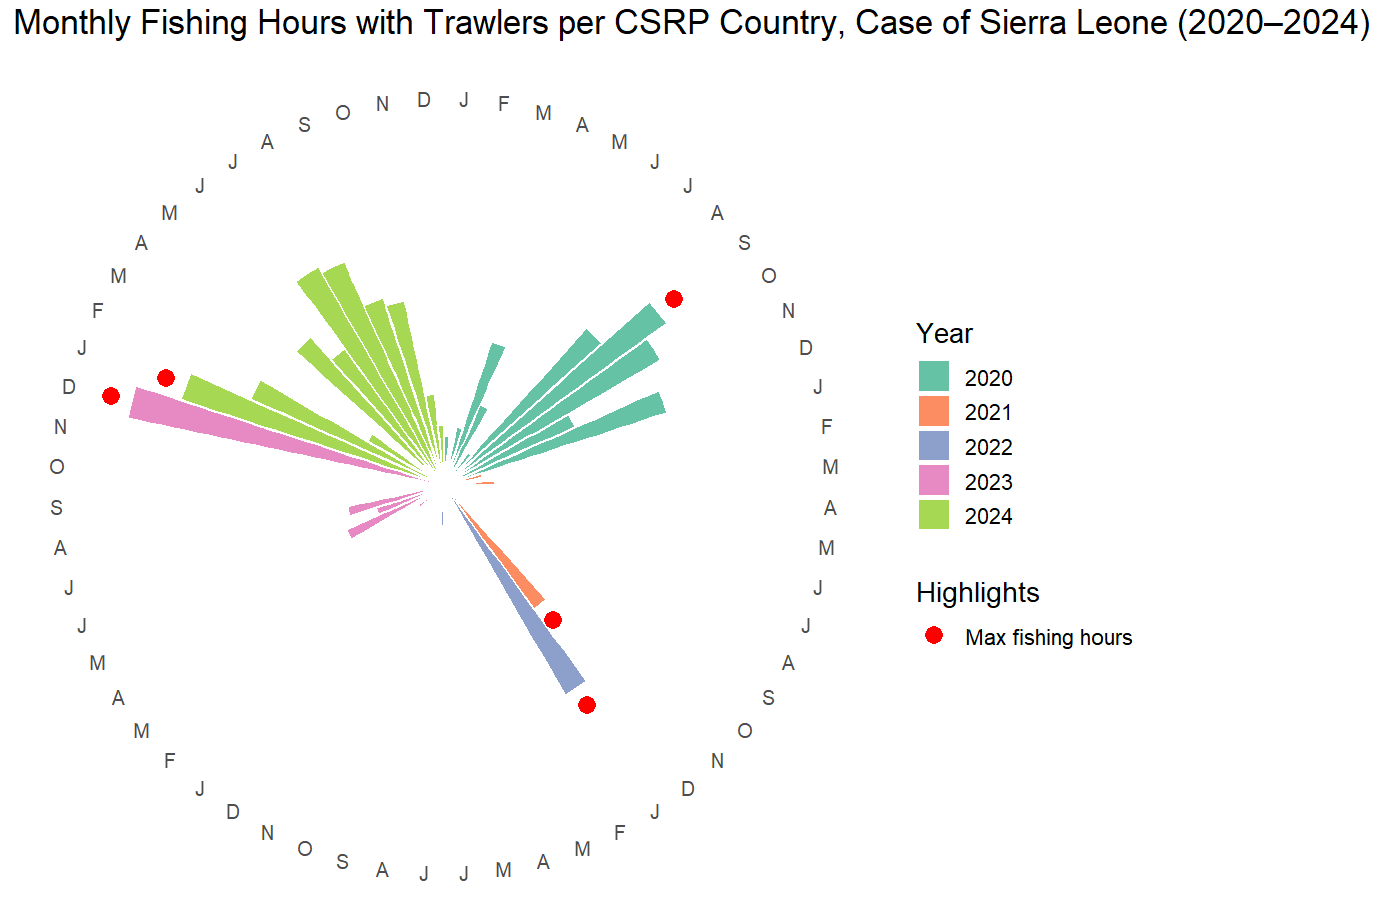 Monthly Fishing Hours with Trawlers per CSRP Country, Case of Sierra Leone (2020–2024)
J F M A M J J A S O N D
J F M A M J J A S O N D
J F M A M J J A S O N D
J F M A M J J A S O N D
J F M A M J J A S O N D
Year
2020
2021
2022
2023
2024
Highlights
Max fishing hours